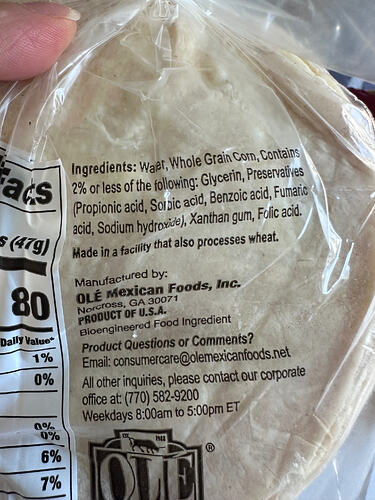 Facts
s (47g)
80
Daily Value*
1%
0%
0%
0%
6%
7%
Ingredients: Water, Whole Grain Corn, Contains
2% or less of the following: Glycerin, Preservatives
(Propionic acid, Sorbic acid, Benzoic acid, Fumaric
acid, Sodium hydroxide), Xanthan gum, Folic acid.
Made in a facility that also processes wheat.
Manufactured by:
OLÉ Mexican Foods, Inc.
Norcross, GA 30071
PRODUCT OF U.S.A.
Bioengineered Food Ingredient
Product Questions or Comments?
Email: consumercare@olemexicanfoods.net
All other inquiries, please contact our corporate
office at: (770) 582-9200
Weekdays 8:00am to 5:00pm ET
EST. 1988
OLÉ ®